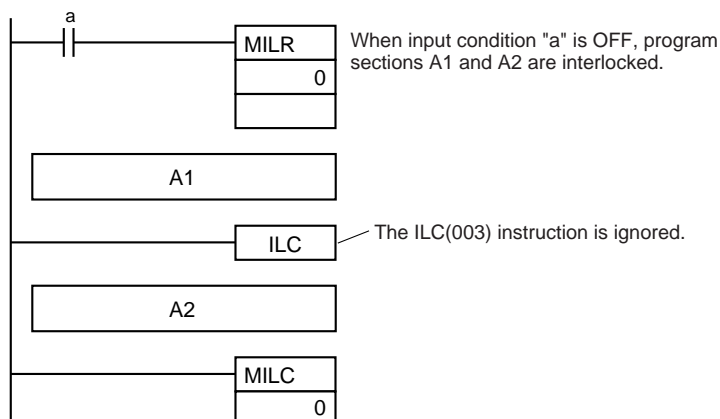 a
MILR
0
When input condition "a" is OFF, program
sections A1 and A2 are interlocked.
A1
ILC
The ILC(003) instruction is ignored.
A2
MILC
0